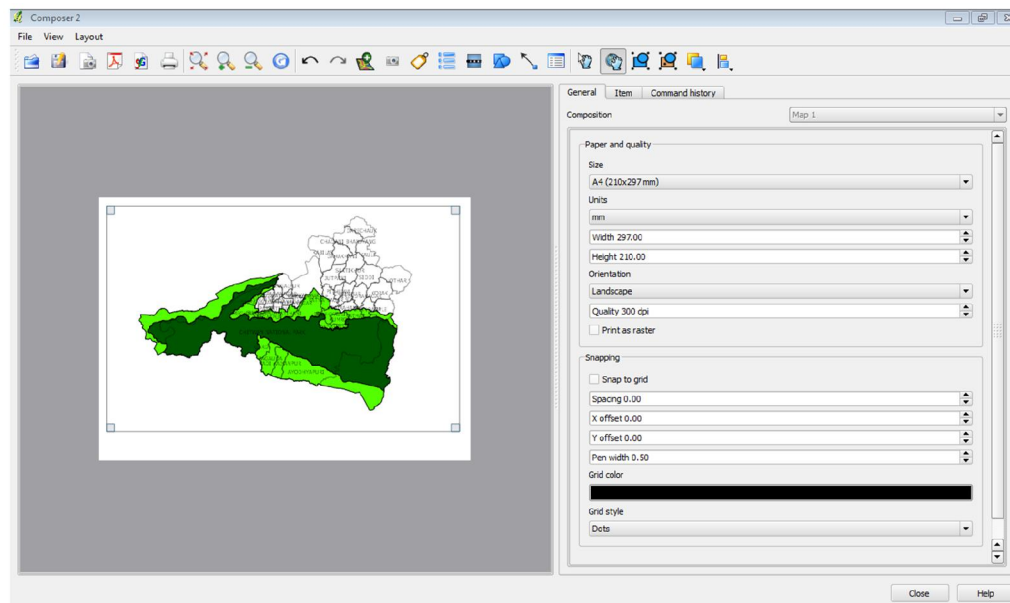 Composer 2
File View Layout
General Item Command history
Composition Map 1
Paper and quality
Size
A4 (210x297 mm)
Units
mm
Width 297.00
Height 210.00
Orientation
Landscape
Quality 300 dpi
Print as raster
Snapping
Snap to grid
Spacing 0.00
X offset 0.00
Y offset 0.00
Pen width 0.50
Grid color
Grid style
Dots
AYODHYAPURI
Close Help